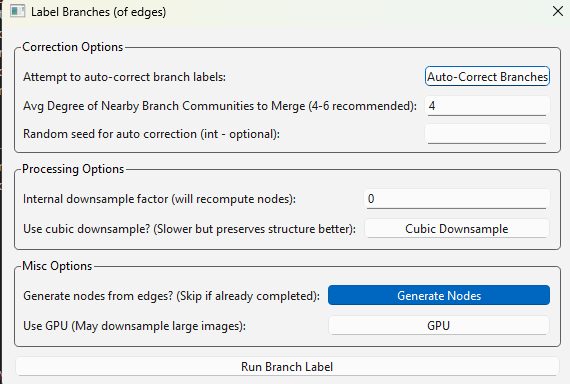 Label Branches (of edges)
Correction Options
Attempt to auto-correct branch labels: Auto-Correct Branches
Avg Degree of Nearby Branch Communities to Merge (4-6 recommended): 4
Random seed for auto correction (int - optional):
Processing Options
Internal downsample factor (will recompute nodes): 0
Use cubic downsample? (Slower but preserves structure better): Cubic Downsample
Misc Options
Generate nodes from edges? (Skip if already completed): Generate Nodes
Use GPU (May downsample large images): GPU
Run Branch Label